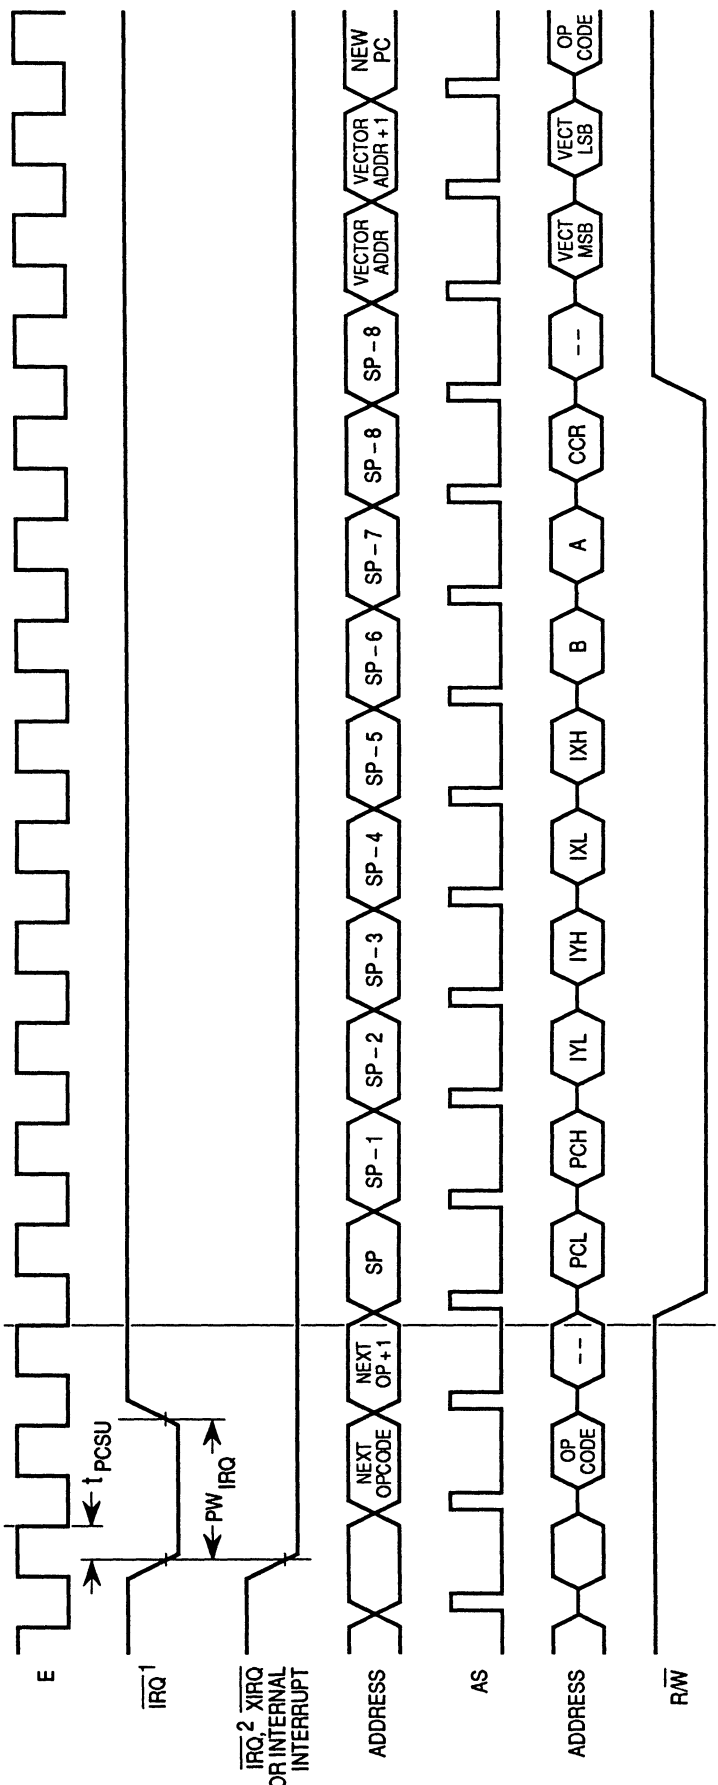 E
t PCSU
IRQ 1
PW IRQ
IRQ, 2 XIRQ
OR INTERNAL
INTERRUPT
ADDRESS
NEXT
OPCODE
NEXT
OP + 1
SP
SP – 1
SP – 2
SP – 3
SP – 4
SP – 5
SP – 6
SP – 7
SP – 8
SP – 8
VECTOR
ADDR
VECTOR
ADDR + 1
NEW
PC
AS
ADDRESS
OP
CODE
– –
PCL
PCH
IYL
IYH
IXL
IXH
B
A
CCR
– –
VECT
MSB
VECT
LSB
OP
CODE
R/W